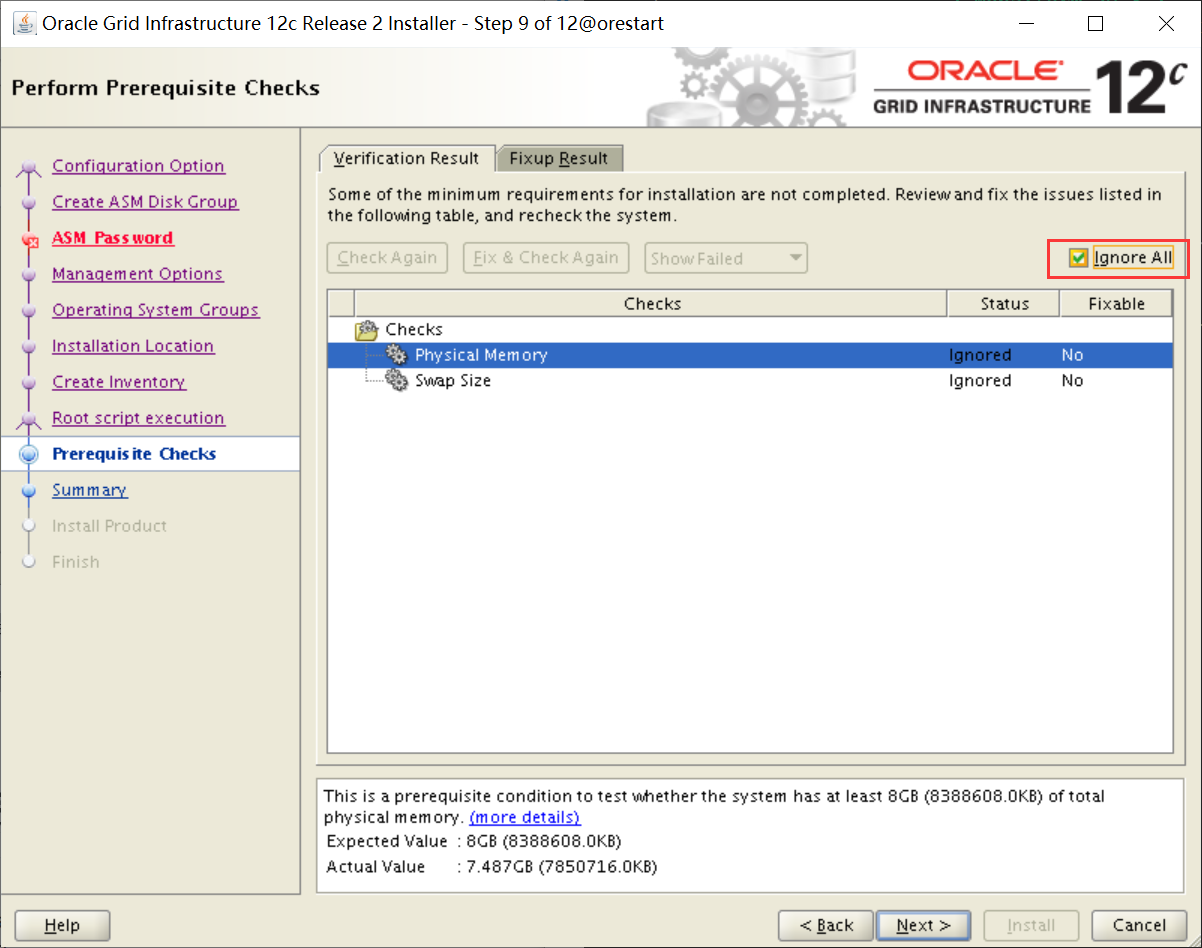 Oracle Grid Infrastructure 12c Release 2 Installer - Step 9 of 12@orestart
Perform Prerequisite Checks
ORACLE
GRID INFRASTRUCTURE
12c
Configuration Option
Create ASM Disk Group
ASM Password
Management Options
Operating System Groups
Installation Location
Create Inventory
Root script execution
Prerequisite Checks
Summary
Install Product
Finish
Verification Result
Fixup Result
Some of the minimum requirements for installation are not completed. Review and fix the issues listed in
the following table, and recheck the system.
Check Again
Fix & Check Again
Show Failed
Ignore All
Checks Status Fixable
Checks
Physical Memory Ignored No
Swap Size Ignored No
This is a prerequisite condition to test whether the system has at least 8GB (8388608.0KB) of total
physical memory. (more details)
Expected Value : 8GB (8388608.0KB)
Actual Value : 7.487GB (7850716.0KB)
Help
< Back
Next >
Install
Cancel